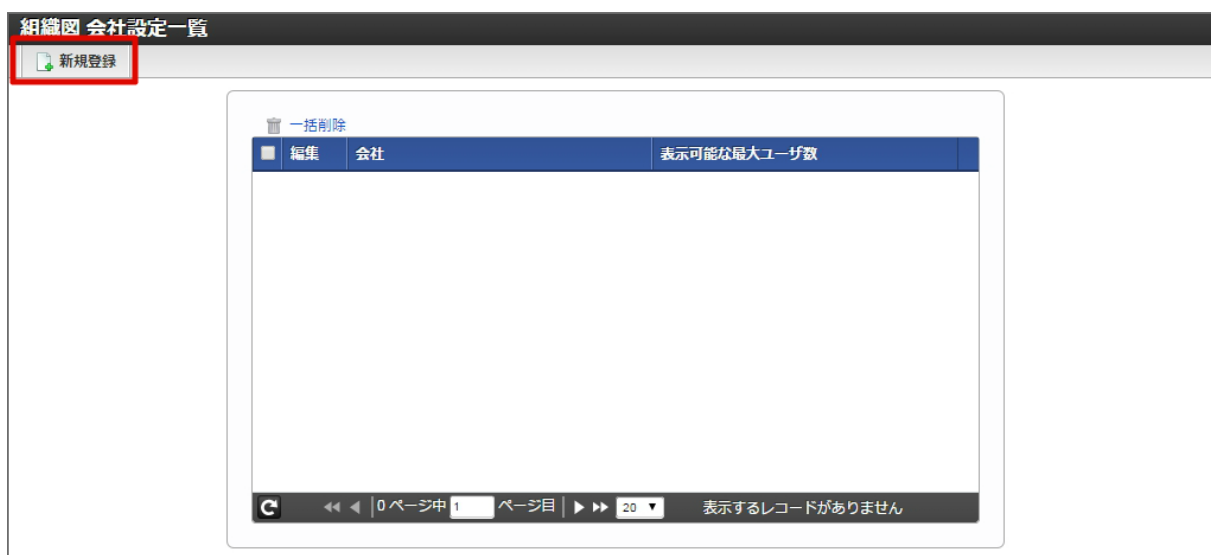 組織図 会社設定一覧
新規登録
一括削除
編集 会社 表示可能な最大ユーザ数
0 ページ中 1 ページ目 20 表示するレコードがありません